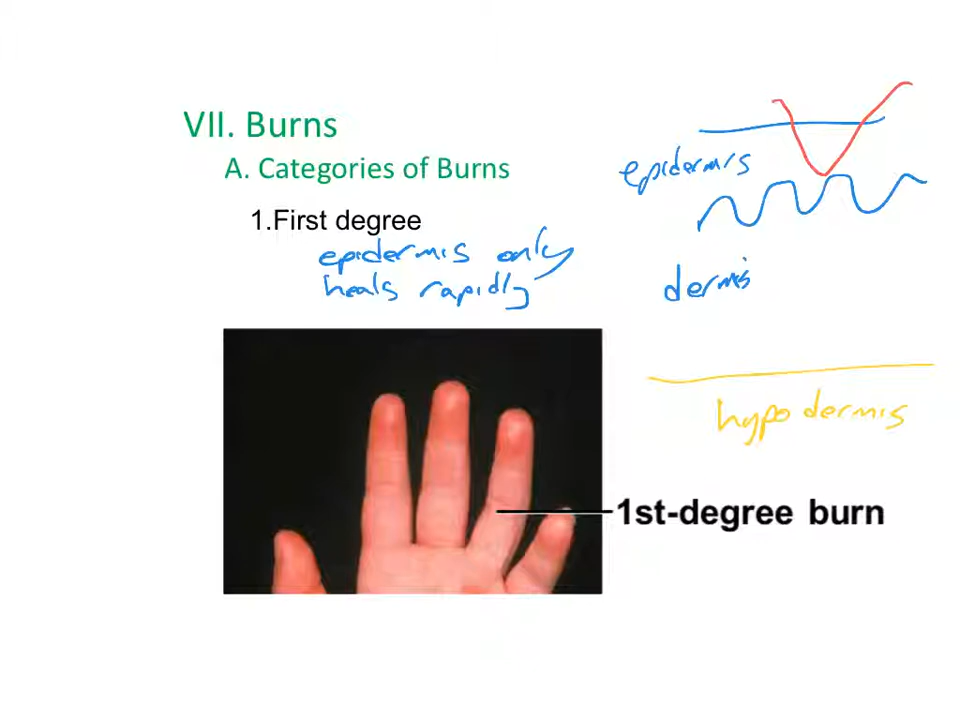 VII. Burns
A. Categories of Burns
epidermis
1.First degree
epidermis only
heals rapidly
dermis
hypodermis
1st-degree burn